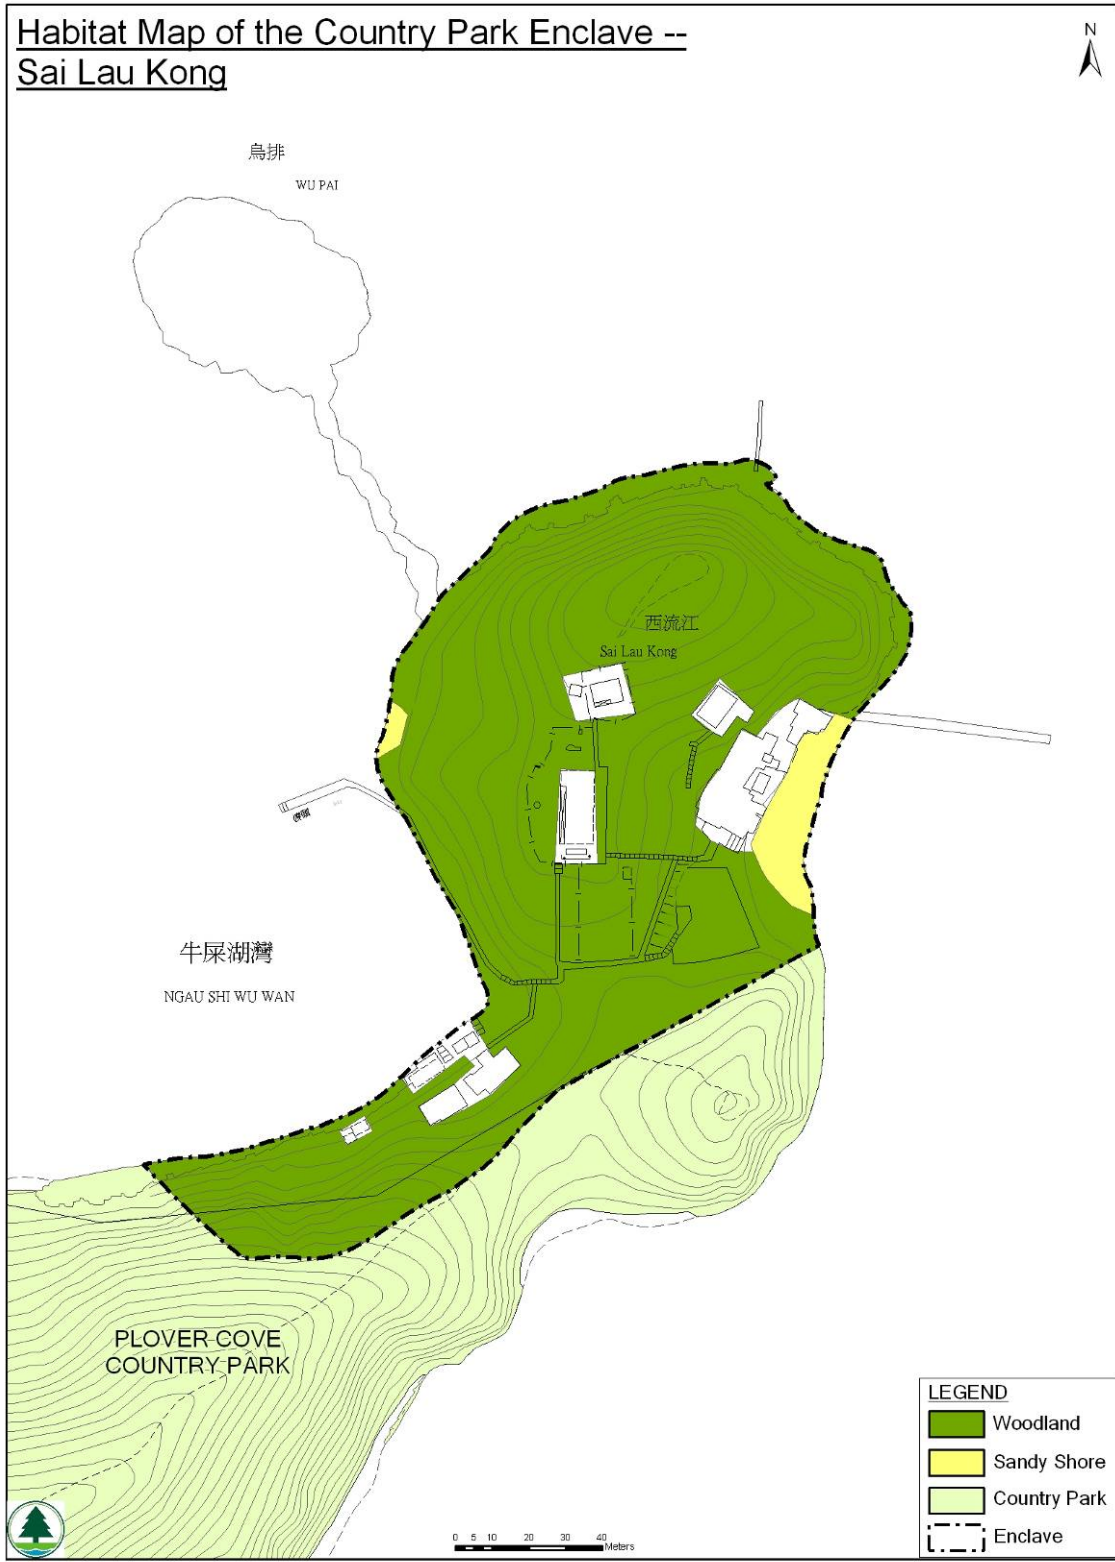 Habitat Map of the Country Park Enclave --
Sai Lau Kong
N
烏排
WU PAI
西流江
Sai Lau Kong
牛屎湖灣
NGAU SHI WU WAN
PLOVER COVE
COUNTRY PARK
LEGEND
Woodland
Sandy Shore
Country Park
Enclave
0 5 10 20 30 40
Meters